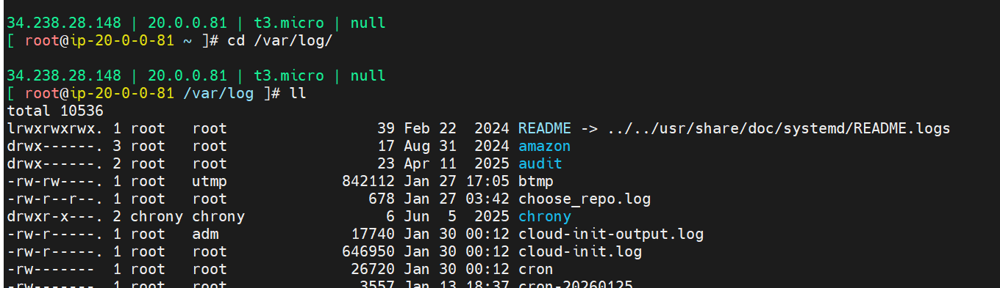 34.238.28.148 | 20.0.0.81 | t3.micro | null
[ root@ip-20-0-0-81 ~ ]# cd /var/log/
34.238.28.148 | 20.0.0.81 | t3.micro | null
[ root@ip-20-0-0-81 /var/log ]# ll
total 10536
lrwxrwxrwx. 1 root   root                 39 Feb 22  2024 README -> ../../usr/share/doc/systemd/README.logs
drwx------. 3 root   root                 17 Aug 31  2024 amazon
drwx------. 2 root   root                 23 Apr 11  2025 audit
-rw-rw----. 1 root   utmp             842112 Jan 27 17:05 btmp
-rw-r--r--. 1 root   root                678 Jan 27 03:42 choose_repo.log
drwxr-x---. 2 chrony chrony                6 Jun  5  2025 chrony
-rw-r-----. 1 root   adm               17740 Jan 30 00:12 cloud-init-output.log
-rw-r-----. 1 root   root             646950 Jan 30 00:12 cloud-init.log
-rw-------  1 root   root              26720 Jan 30 00:12 cron
-rw-------. 1 root   root               3557 Jan 13 18:37 cron-20260125